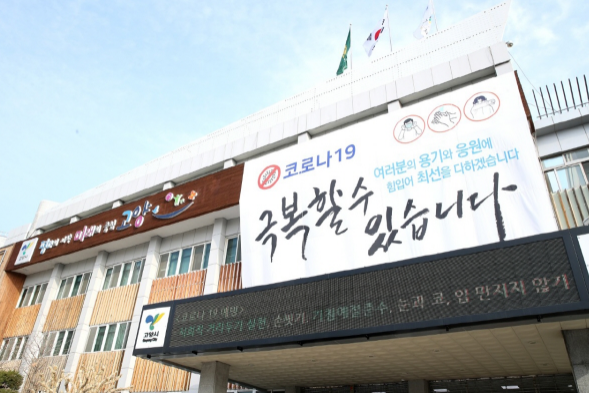 코로나19
여러분의 용기와 응원에
힘입어 최선을 다하겠습니다
극복할 수
있습니다
고양시
<코로나 19 예방>
사회적 거리두기 실천, 손씻기, 기침예절준수, 눈과 코, 입 만지지 않기
고양시